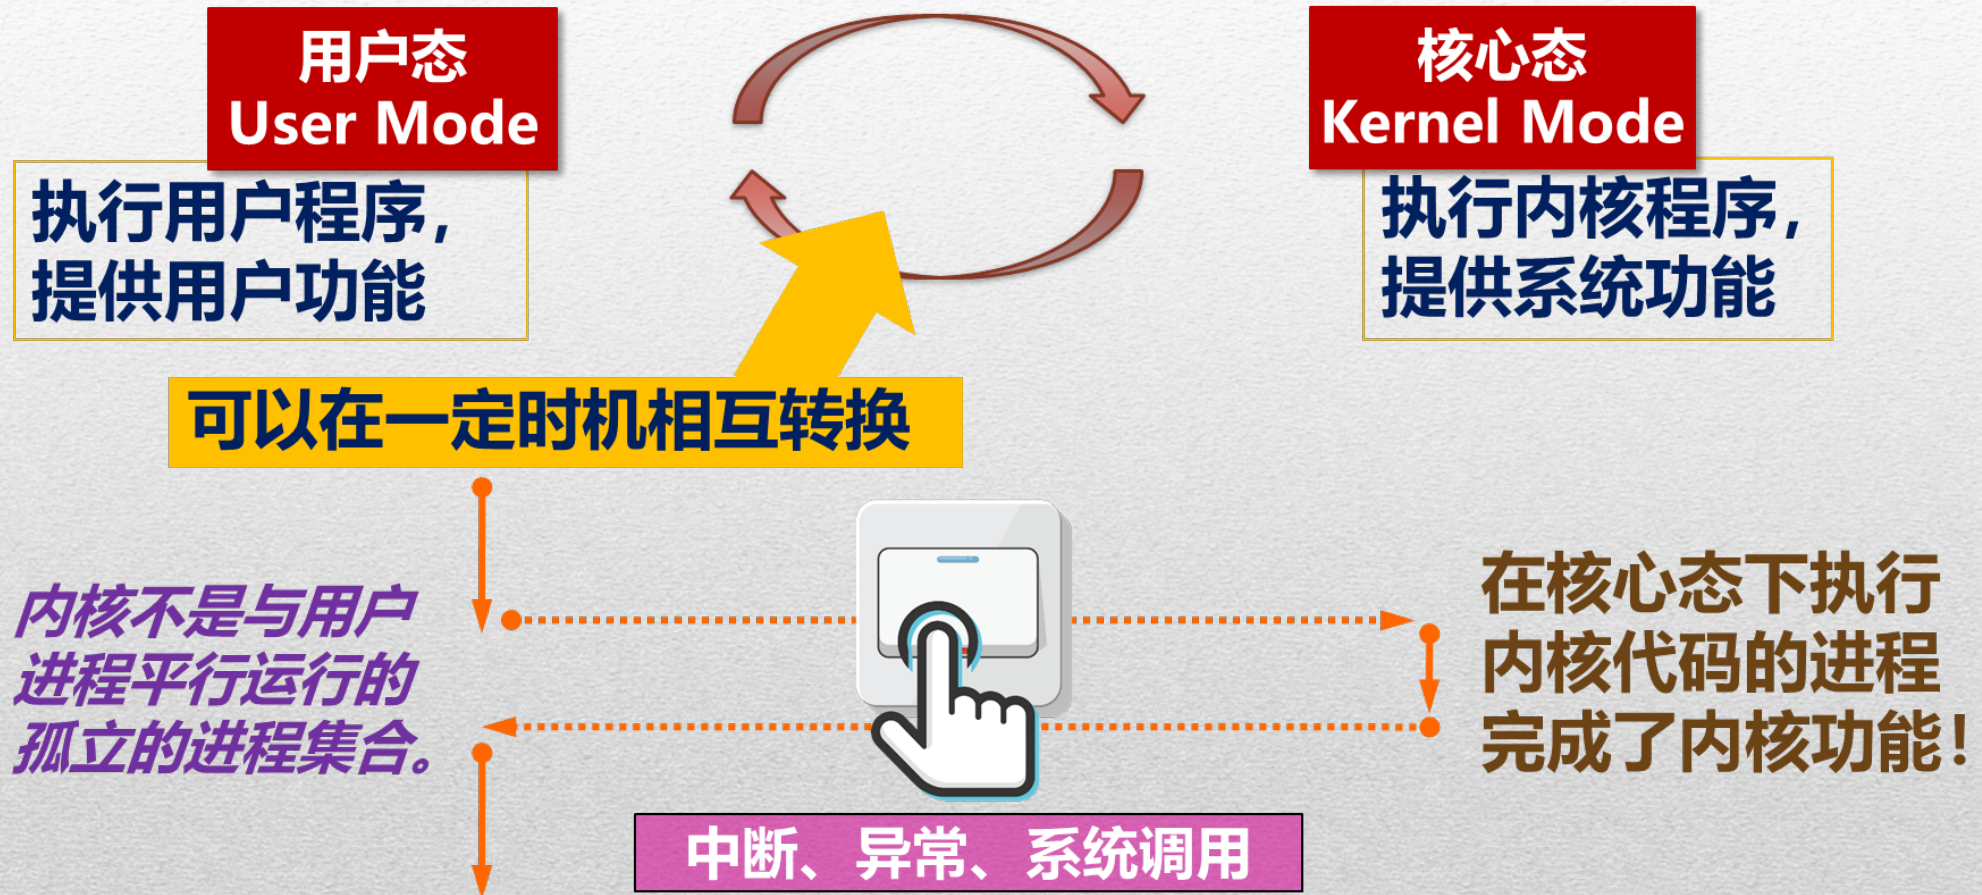 用户态
User Mode
执行用户程序，
提供用户功能
核心态
Kernel Mode
执行内核程序，
提供系统功能
可以在一定时机相互转换
内核不是与用户
进程平行运行的
孤立的进程集合。
在核心态下执行
内核代码的进程
完成了内核功能！
中断、异常、系统调用